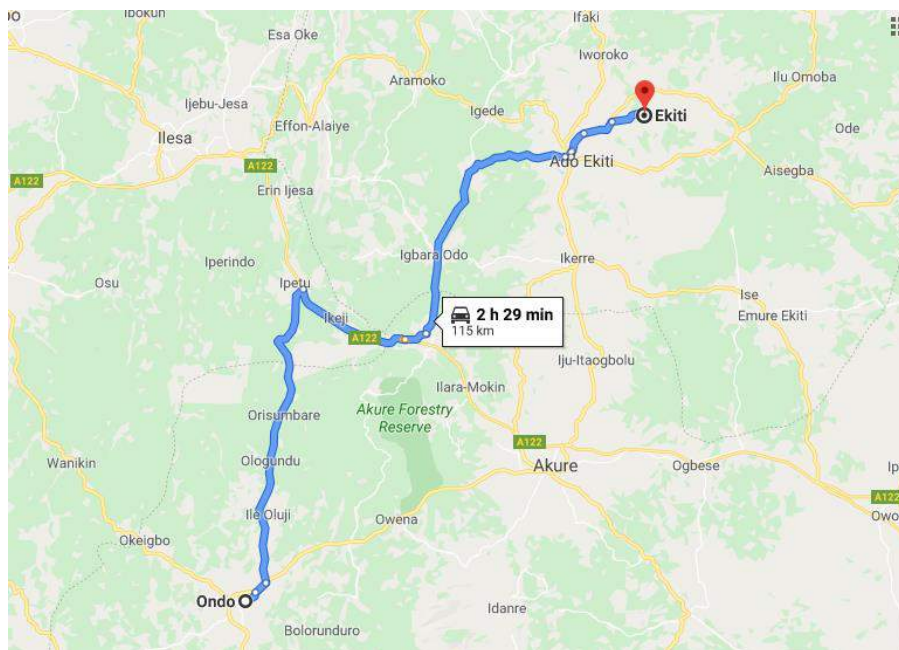 oo
Ibokun
Esa Oke
Ifaki
Iworoko
Aramoko
Ilu Omoba
Ijebu-Jesa
Igede
Ekiti
Effon-Alaiye
Ilesa
Ode
A122
Ado Ekiti
A122
Aisegba
Erin Ijesa
Igbara Odo
Iperindo
Ikerre
Osu
Ipetu
Ise
Emure Ekiti
Ikeji
2 h 29 min
115 km
A122
Iju-Itaogbolu
Ilara-Mokin
Akure Forestry
Reserve
Orisumbare
A122
Wanikin
Ologundu
Akure
Ogbese
Ip
A122
Ile Oluji
Owena
Owo
Okeigbo
Ondo
Idanre
Bolorunduro